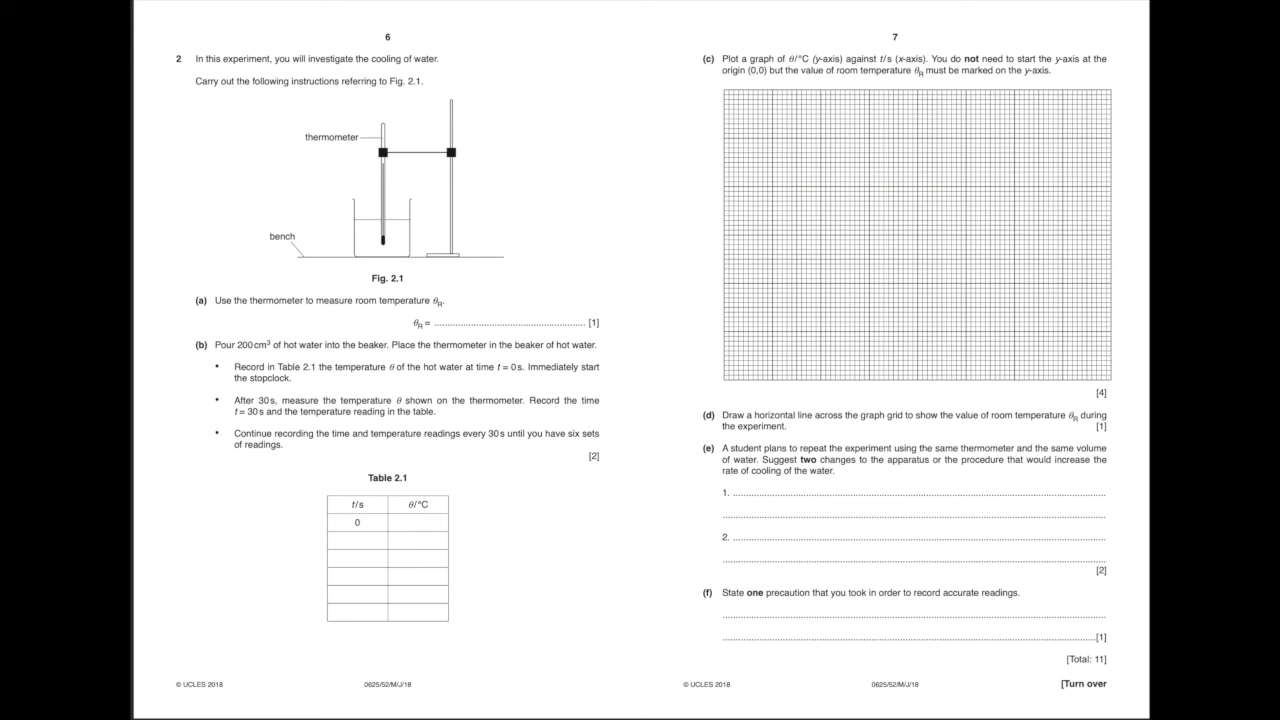 6
2 In this experiment, you will investigate the cooling of water.
Carry out the following instructions referring to Fig. 2.1.
thermometer
bench
Fig. 2.1
(a) Use the thermometer to measure room temperature θR.
θR = ............................................................ [1]
(b) Pour 200 cm³ of hot water into the beaker. Place the thermometer in the beaker of hot water.
• Record in Table 2.1 the temperature θ of the hot water at time t = 0 s. Immediately start
the stopclock.
• After 30 s, measure the temperature θ shown on the thermometer. Record the time
t = 30 s and the temperature reading in the table.
• Continue recording the time and temperature readings every 30 s until you have six sets
of readings.
[2]
Table 2.1
t / s θ / °C
0
© UCLES 2018 0625/52/M/J/18
7
(c) Plot a graph of θ / °C (y-axis) against t / s (x-axis). You do not need to start the y-axis at the
origin (0,0) but the value of room temperature θR must be marked on the y-axis.
[4]
(d) Draw a horizontal line across the graph grid to show the value of room temperature θR during
the experiment. [1]
(e) A student plans to repeat the experiment using the same thermometer and the same volume
of water. Suggest two changes to the apparatus or the procedure that would increase the
rate of cooling of the water.
1. ....................................................................................................
....................................................................................................
2. ....................................................................................................
....................................................................................................
[2]
(f) State one precaution that you took in order to record accurate readings.
....................................................................................................
.................................................................................................... [1]
[Total: 11]
© UCLES 2018 0625/52/M/J/18 [Turn over